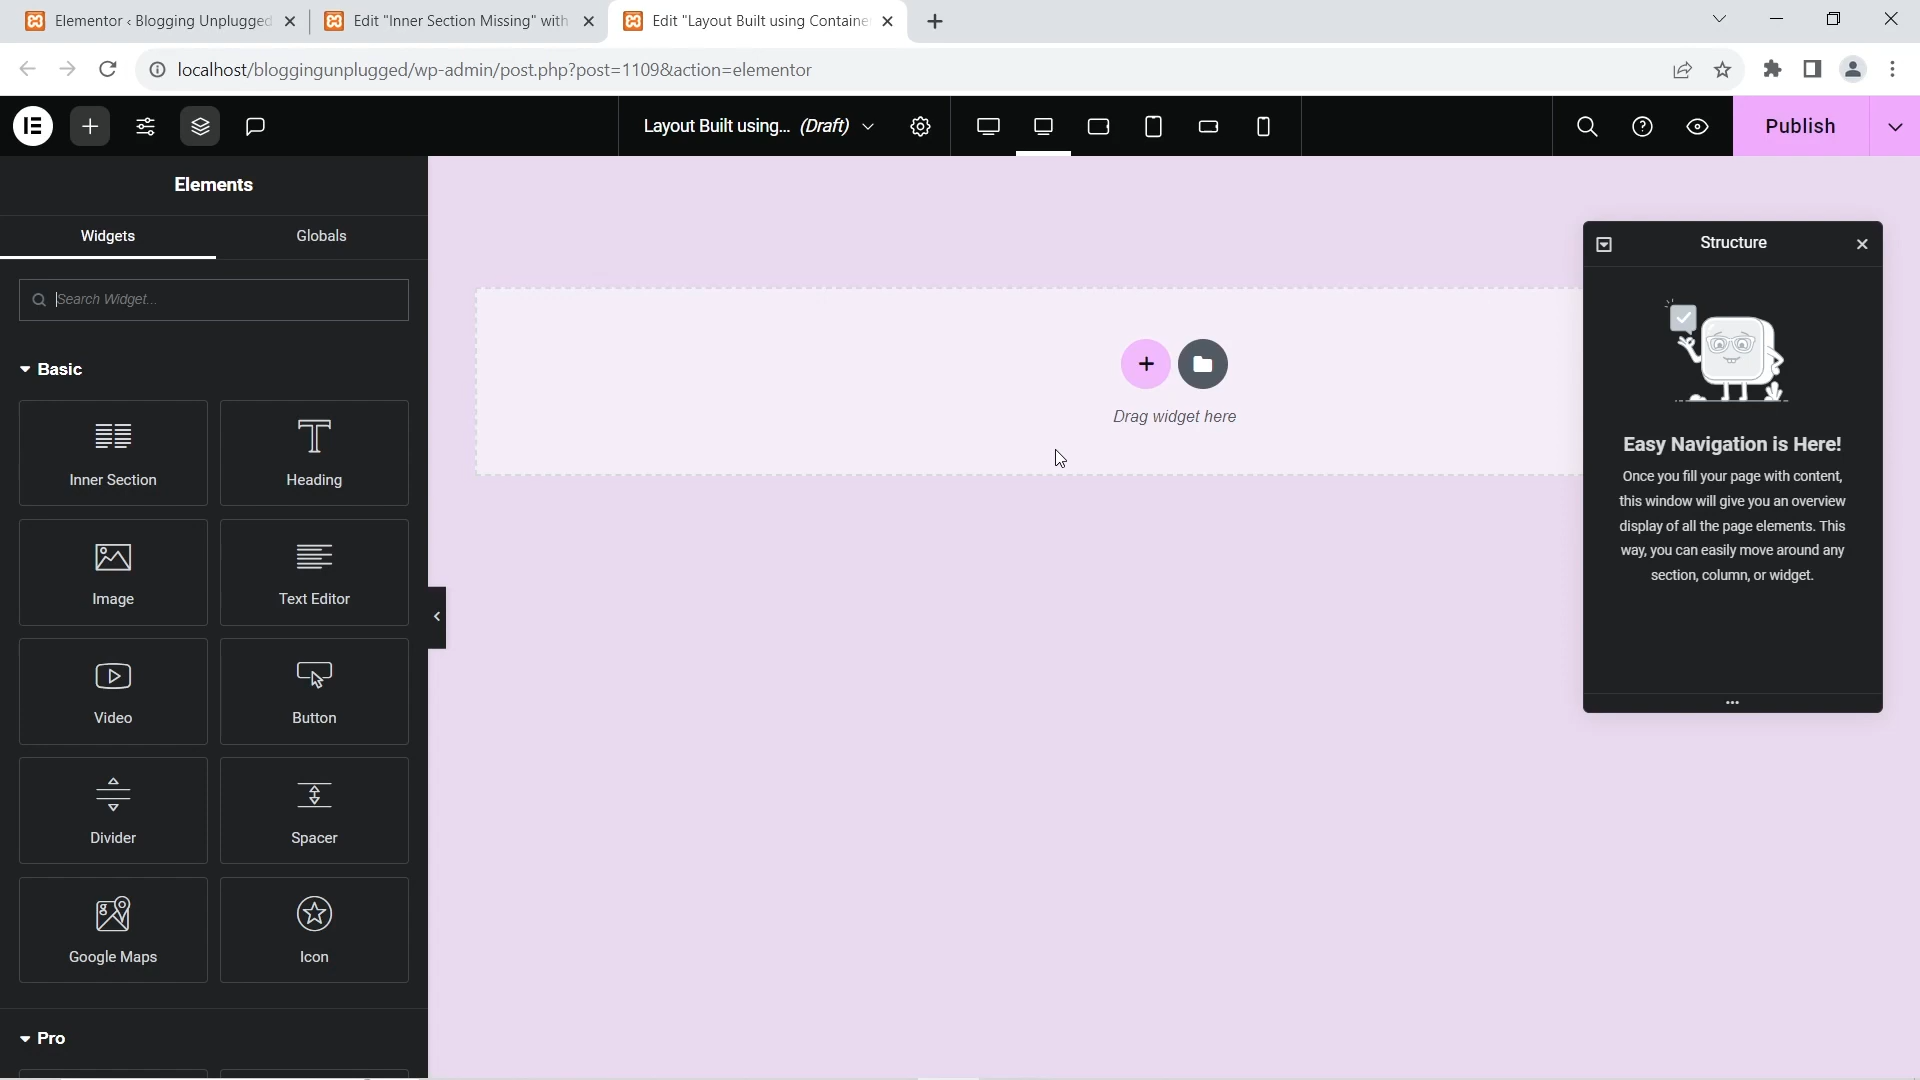 Elementor ‹ Blogging Unplugged
Edit "Inner Section Missing" with
Edit "Layout Built using Containe
localhost/bloggingunplugged/wp-admin/post.php?post=1109&action=elementor
Layout Built using... (Draft)
Publish
Elements
Widgets
Globals
Search Widget...
Basic
Inner Section
Heading
Image
Text Editor
Video
Button
Divider
Spacer
Google Maps
Icon
Pro
Drag widget here
Structure
Easy Navigation is Here!
Once you fill your page with content,
this window will give you an overview
display of all the page elements. This
way, you can easily move around any
section, column, or widget.